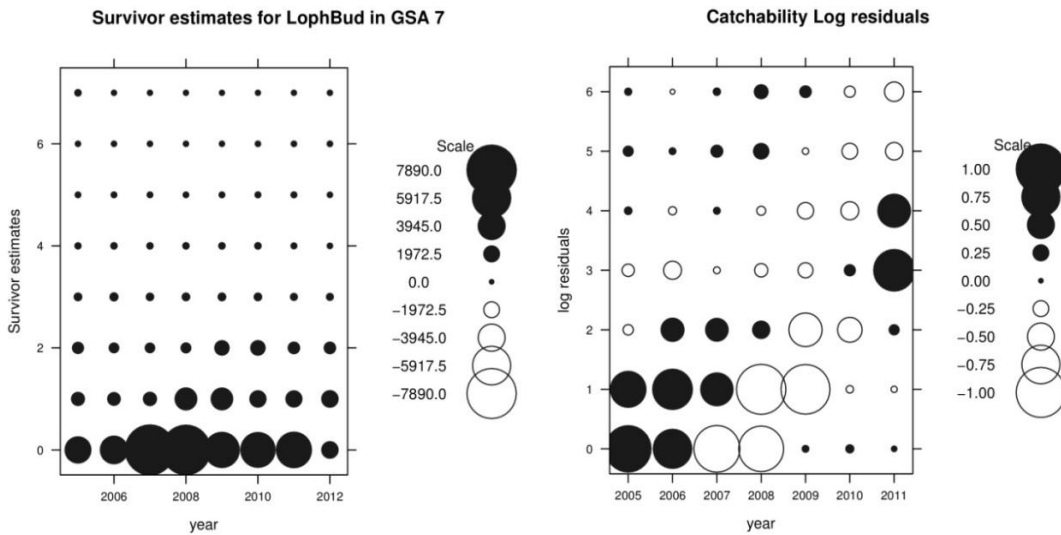 Survivor estimates for LophBud in GSA 7
Survivor estimates
6
4
2
0
2006 2008 2010 2012
year
Scale
7890.0
5917.5
3945.0
1972.5
0.0
−1972.5
−3945.0
−5917.5
−7890.0
Catchability Log residuals
log residuals
6
5
4
3
2
1
0
2005 2006 2007 2008 2009 2010 2011
year
Scale
1.00
0.75
0.50
0.25
0.00
−0.25
−0.50
−0.75
−1.00